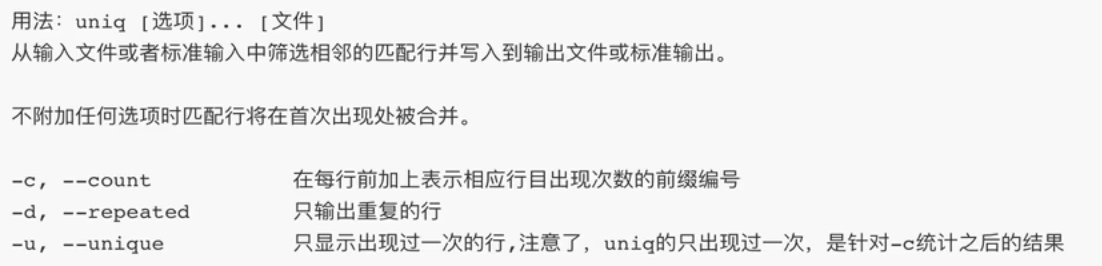 用法：uniq [选项]... [文件]
从输入文件或者标准输入中筛选相邻的匹配行并写入到输出文件或标准输出。
不附加任何选项时匹配行将在首次出现处被合并。
-c, --count 在每行前加上表示相应行目出现次数的前缀编号
-d, --repeated 只输出重复的行
-u, --unique 只显示出现过一次的行,注意了，uniq的只出现过一次，是针对-c统计之后的结果